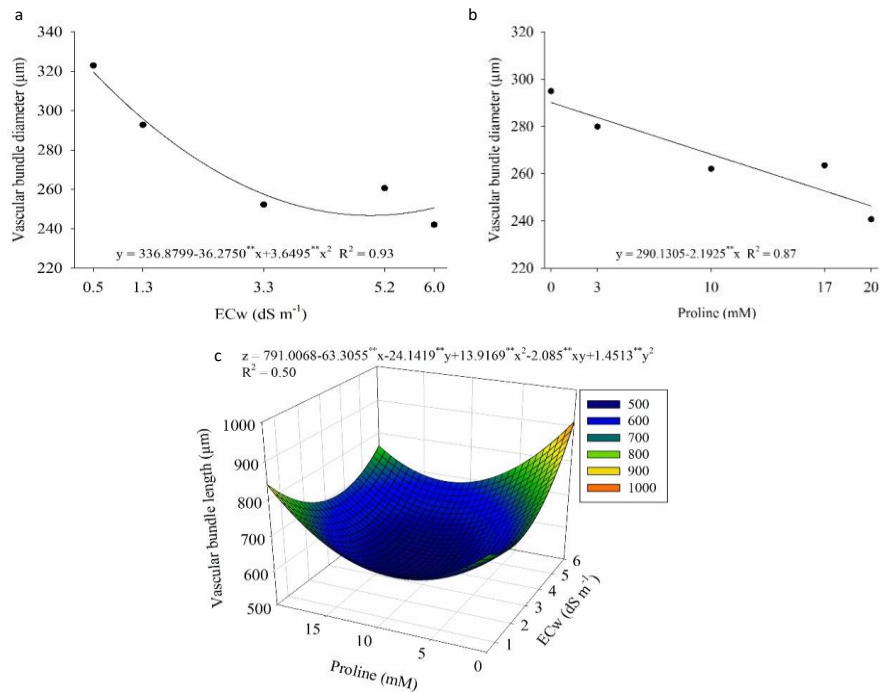 a
Vascular bundle diameter (µm)
340
320
300
280
260
240
220
y = 336.8799-36.2750**x+3.6495**x² R² = 0.93
0.5 1.3 3.3 5.2 6.0
ECw (dS m⁻¹)
b
Vascular bundle diameter (µm)
320
300
280
260
240
220
y = 290.1305-2.1925**x R² = 0.87
0 3 10 17 20
Proline (mM)
c
z = 791.0068-63.3055**x-24.1419**y+13.9169**x²-2.085**xy+1.4513**y²
R² = 0.50
Vascular bundle length (µm)
1000
900
800
700
600
500
15 10 5 0
Proline (mM)
1 2 3 4 5 6
ECw (dS m⁻¹)
500
600
700
800
900
1000